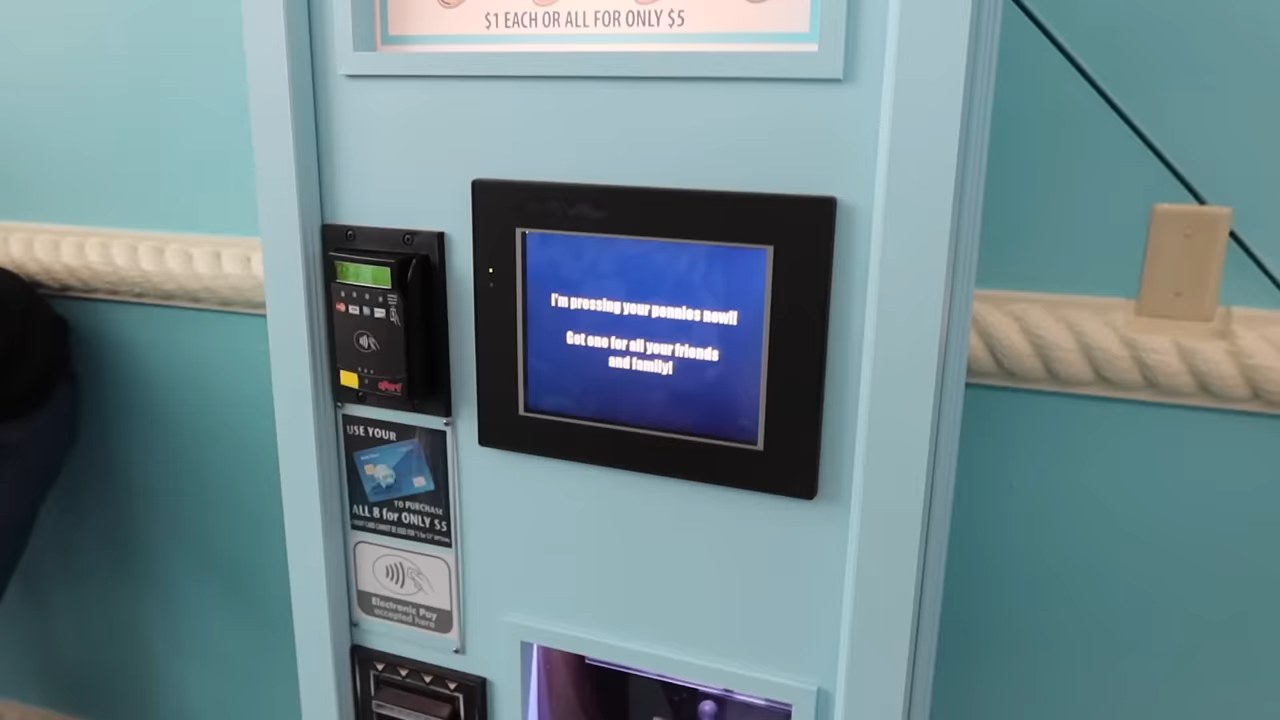 $1 EACH OR ALL FOR ONLY $5
I'm pressing your pennies now!!
Get one for all your friends
and family!
USE YOUR
TO PURCHASE
ALL 8 for ONLY $5
Electronic Pay
accepted here